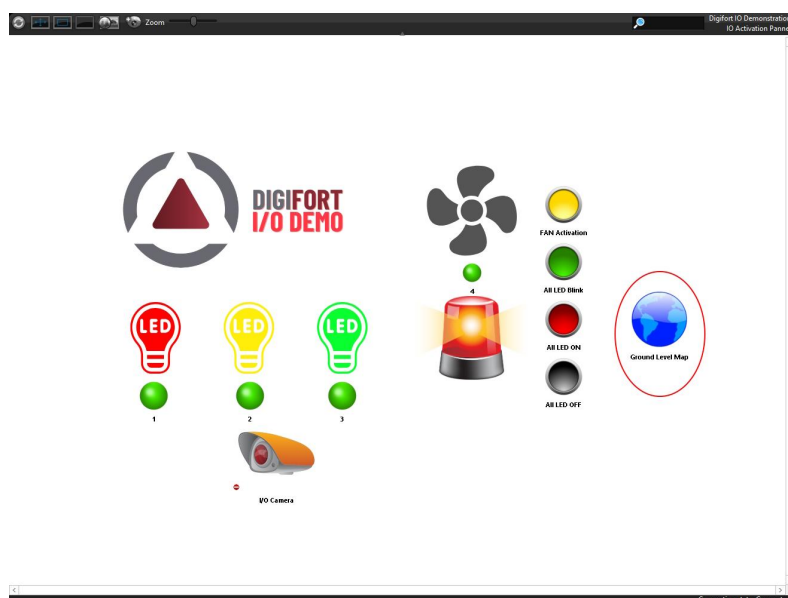 Zoom
Digifort IO Demonstration
IO Activation Panne
DIGIFORT
I/O DEMO
FAN Activation
4
All LED Blink
LED
LED
LED
All LED ON
Ground Level Map
All LED OFF
1
2
3
I/O Camera